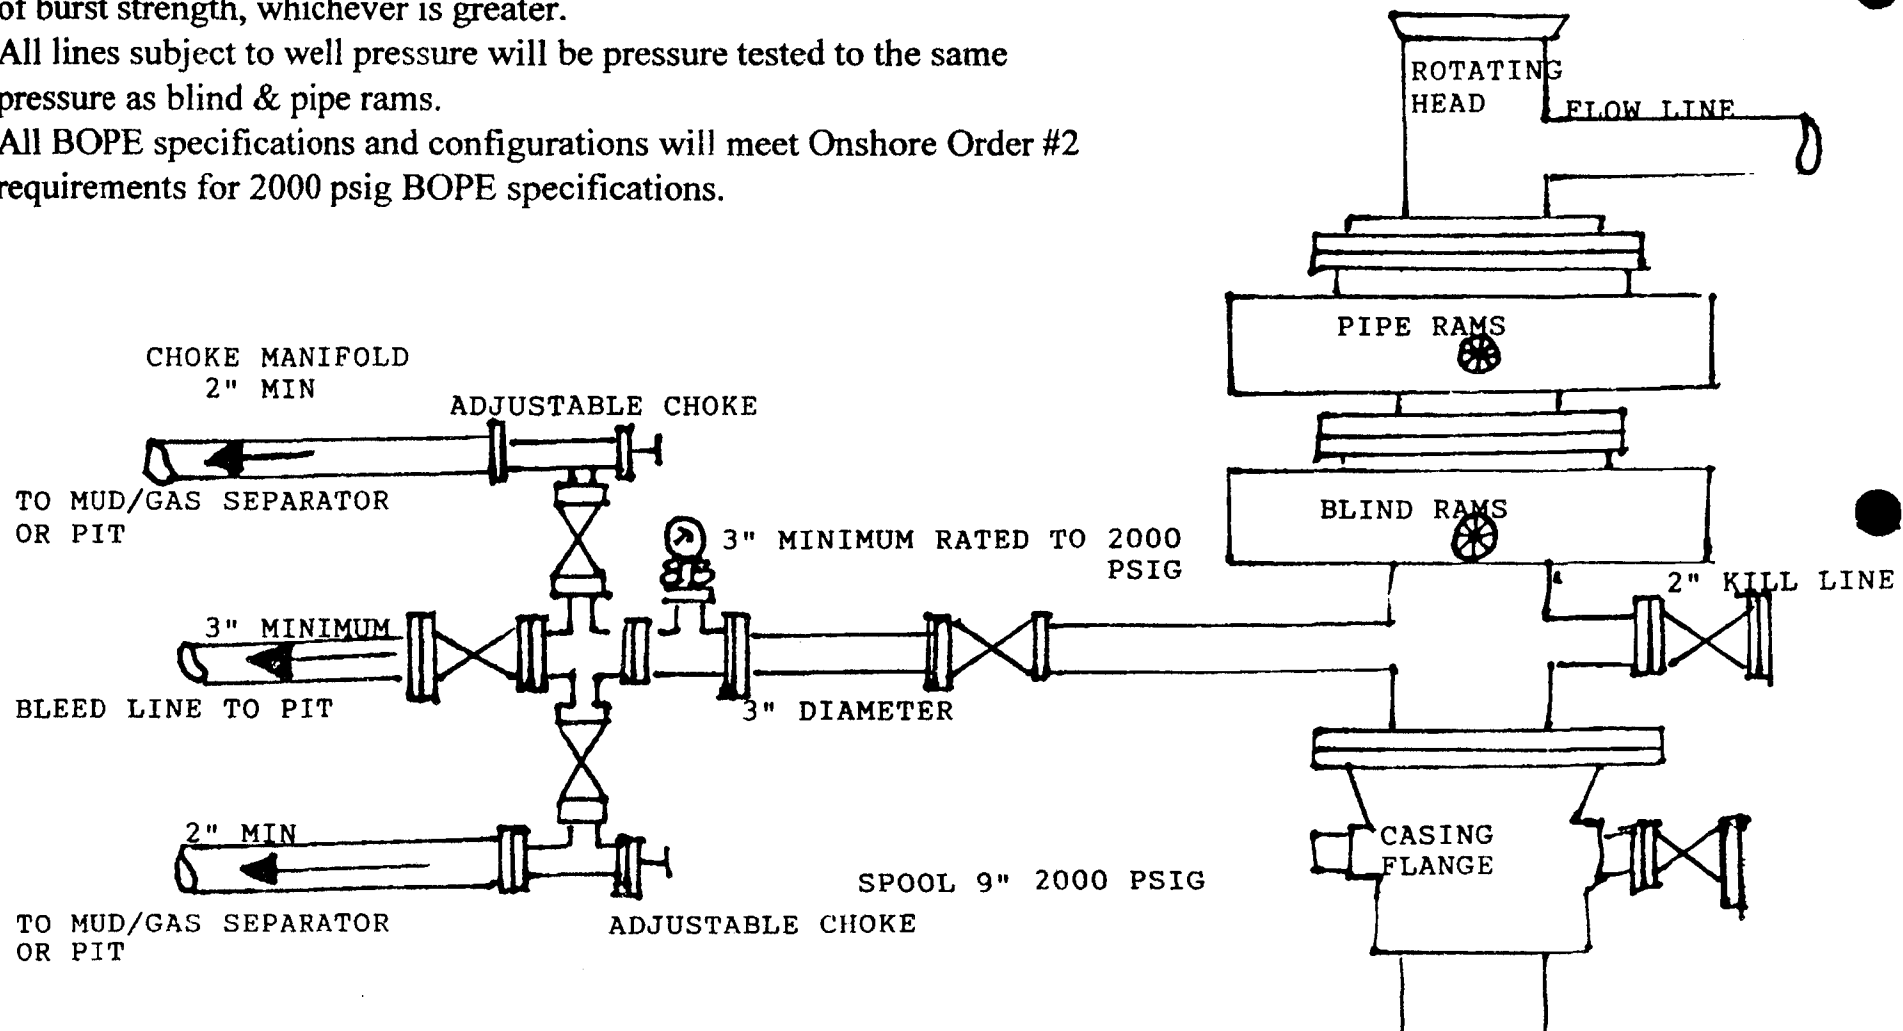 of burst strength, whichever is greater.
All lines subject to well pressure will be pressure tested to the same
pressure as blind & pipe rams.
All BOPE specifications and configurations will meet Onshore Order #2
requirements for 2000 psig BOPE specifications.
ROTATING
HEAD
FLOW LINE
PIPE RAMS
CHOKE MANIFOLD
2" MIN
ADJUSTABLE CHOKE
TO MUD/GAS SEPARATOR
OR PIT
BLIND RAMS
3" MINIMUM RATED TO 2000
PSIG
2" KILL LINE
3" MINIMUM
BLEED LINE TO PIT
3" DIAMETER
2" MIN
CASING
FLANGE
SPOOL 9" 2000 PSIG
TO MUD/GAS SEPARATOR
OR PIT
ADJUSTABLE CHOKE